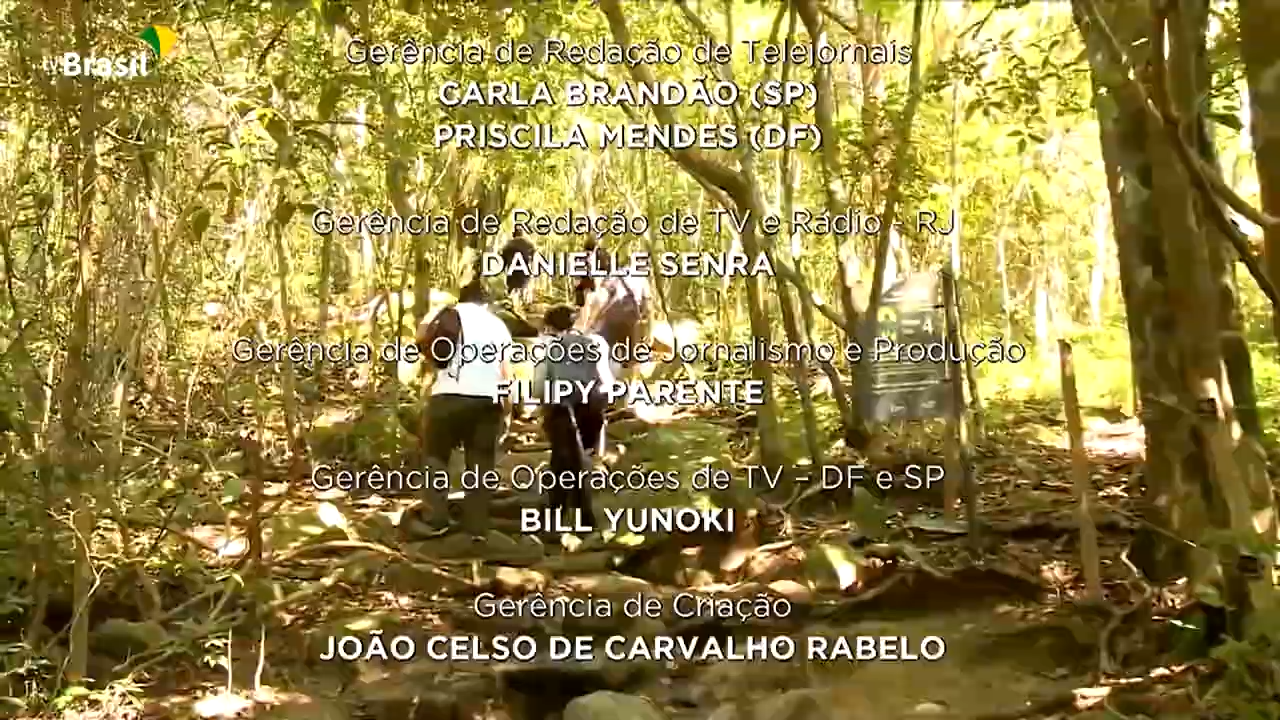 tvBrasil
Gerência de Redação de Telejornais
CARLA BRANDÃO (SP)
PRISCILA MENDES (DF)
Gerência de Redação de TV e Rádio - RJ
DANIELLE SENRA
Gerência de Operações de Jornalismo e Produção
FILIPY PARENTE
Gerência de Operações de TV – DF e SP
BILL YUNOKI
Gerência de Criação
JOÃO CELSO DE CARVALHO RABELO